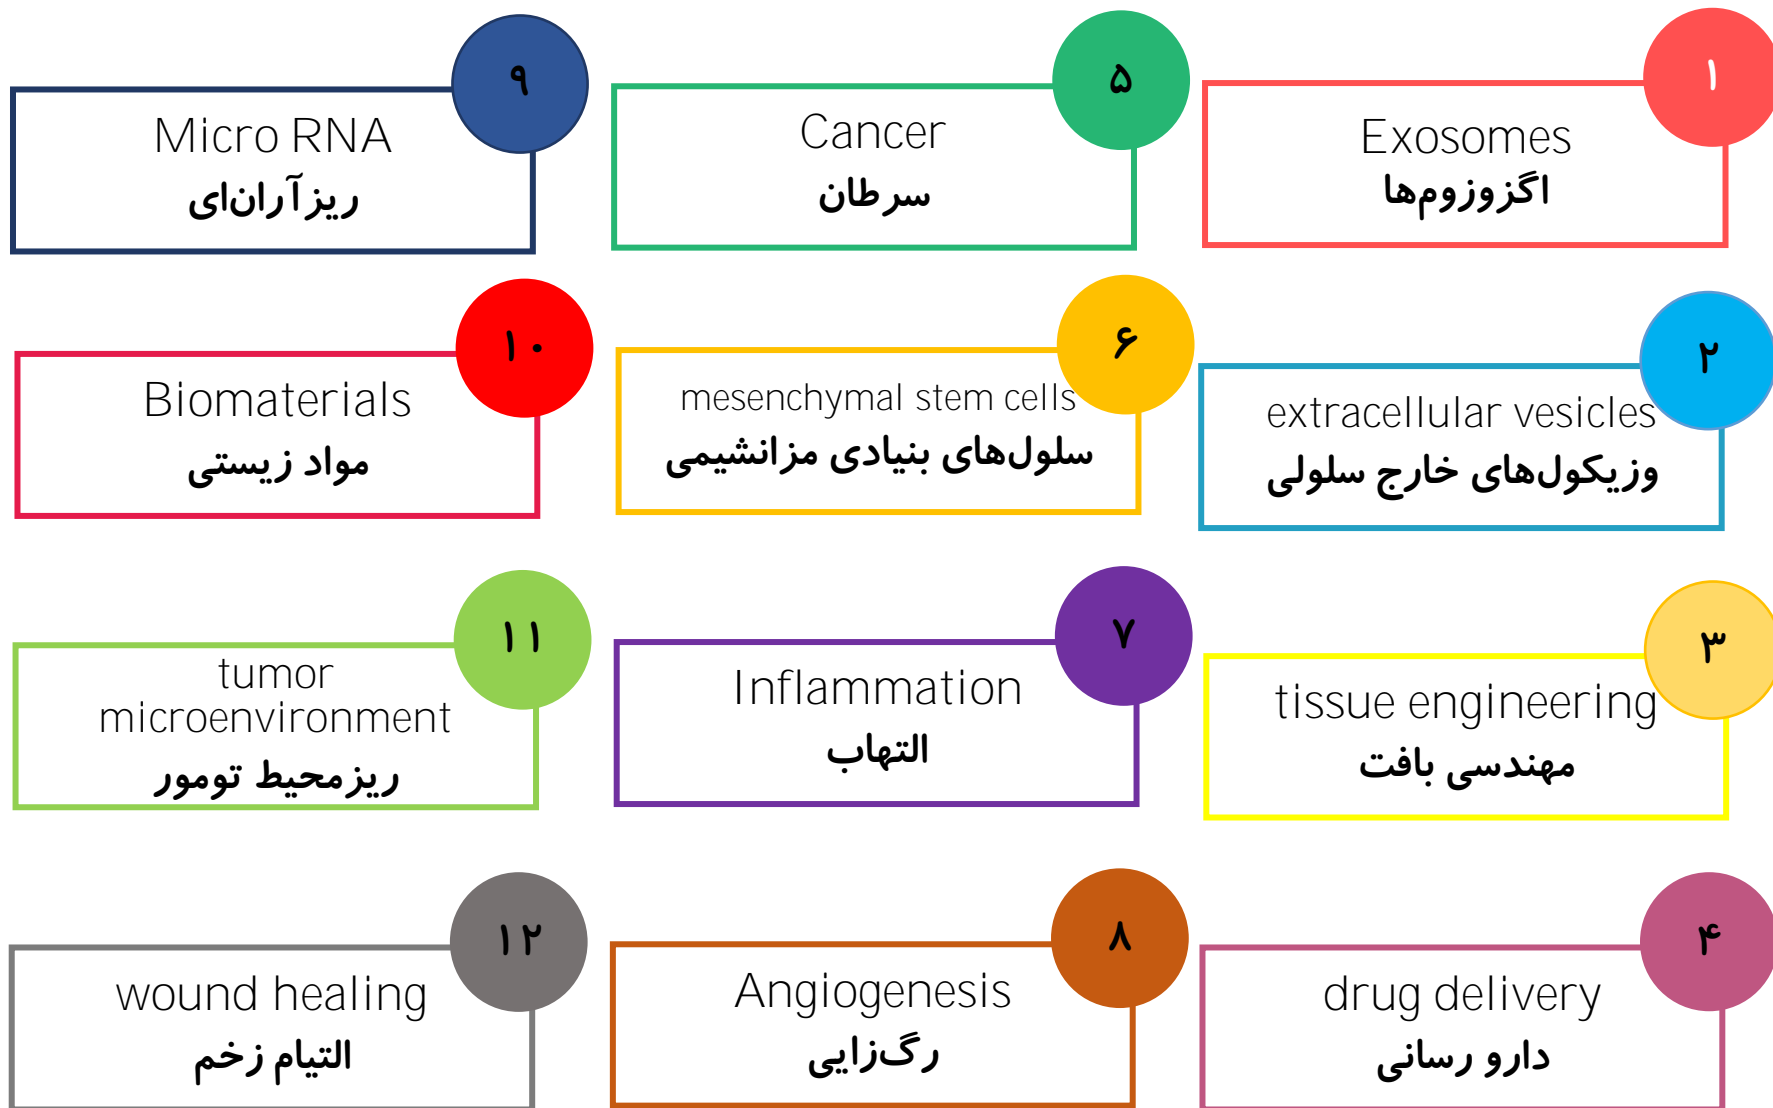 ۱
Exosomes
اگزوزوم‌ها
۲
extracellular vesicles
وزیکول‌های خارج سلولی
۳
tissue engineering
مهندسی بافت
۴
drug delivery
دارو رسانی
۵
Cancer
سرطان
۶
mesenchymal stem cells
سلول‌های بنیادی مزانشیمی
۷
Inflammation
التهاب
۸
Angiogenesis
رگ‌زایی
۹
Micro RNA
ریزآران‌ای
۱۰
Biomaterials
مواد زیستی
۱۱
tumor
microenvironment
ریزمحیط تومور
۱۲
wound healing
التیام زخم